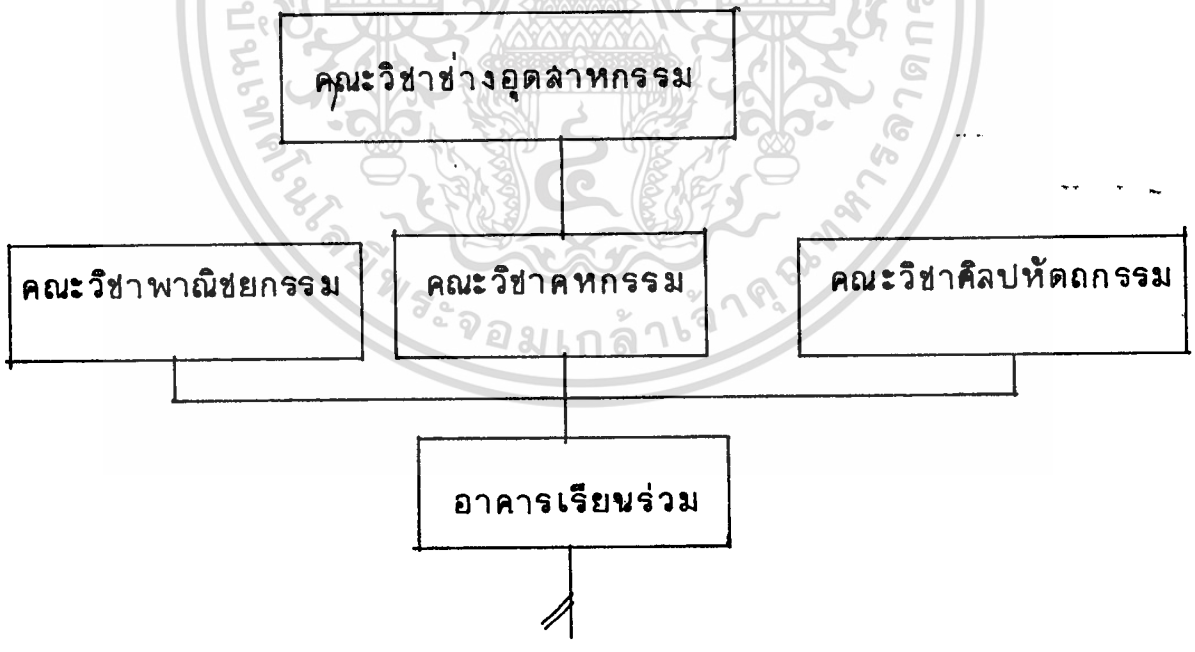 คณะวิชาช่างอุตสาหกรรม
คณะวิชาพาณิชยกรรม
คณะวิชาคหกรรม
คณะวิชาศิลปหัตถกรรม
อาคารเรียนร่วม